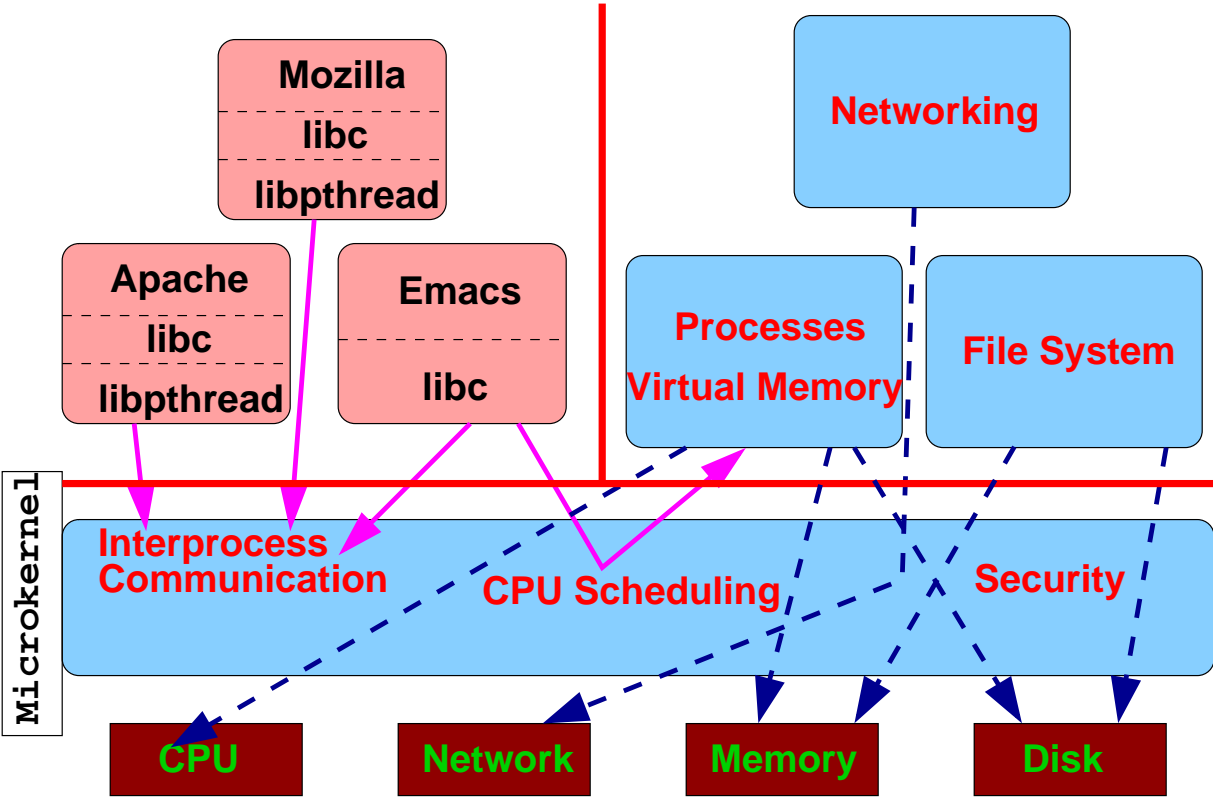 Mozilla
libc
libpthread
Networking
Apache
libc
libpthread
Emacs
libc
Processes
Virtual Memory
File System
Microkernel
Interprocess
Communication
CPU Scheduling
Security
CPU
Network
Memory
Disk